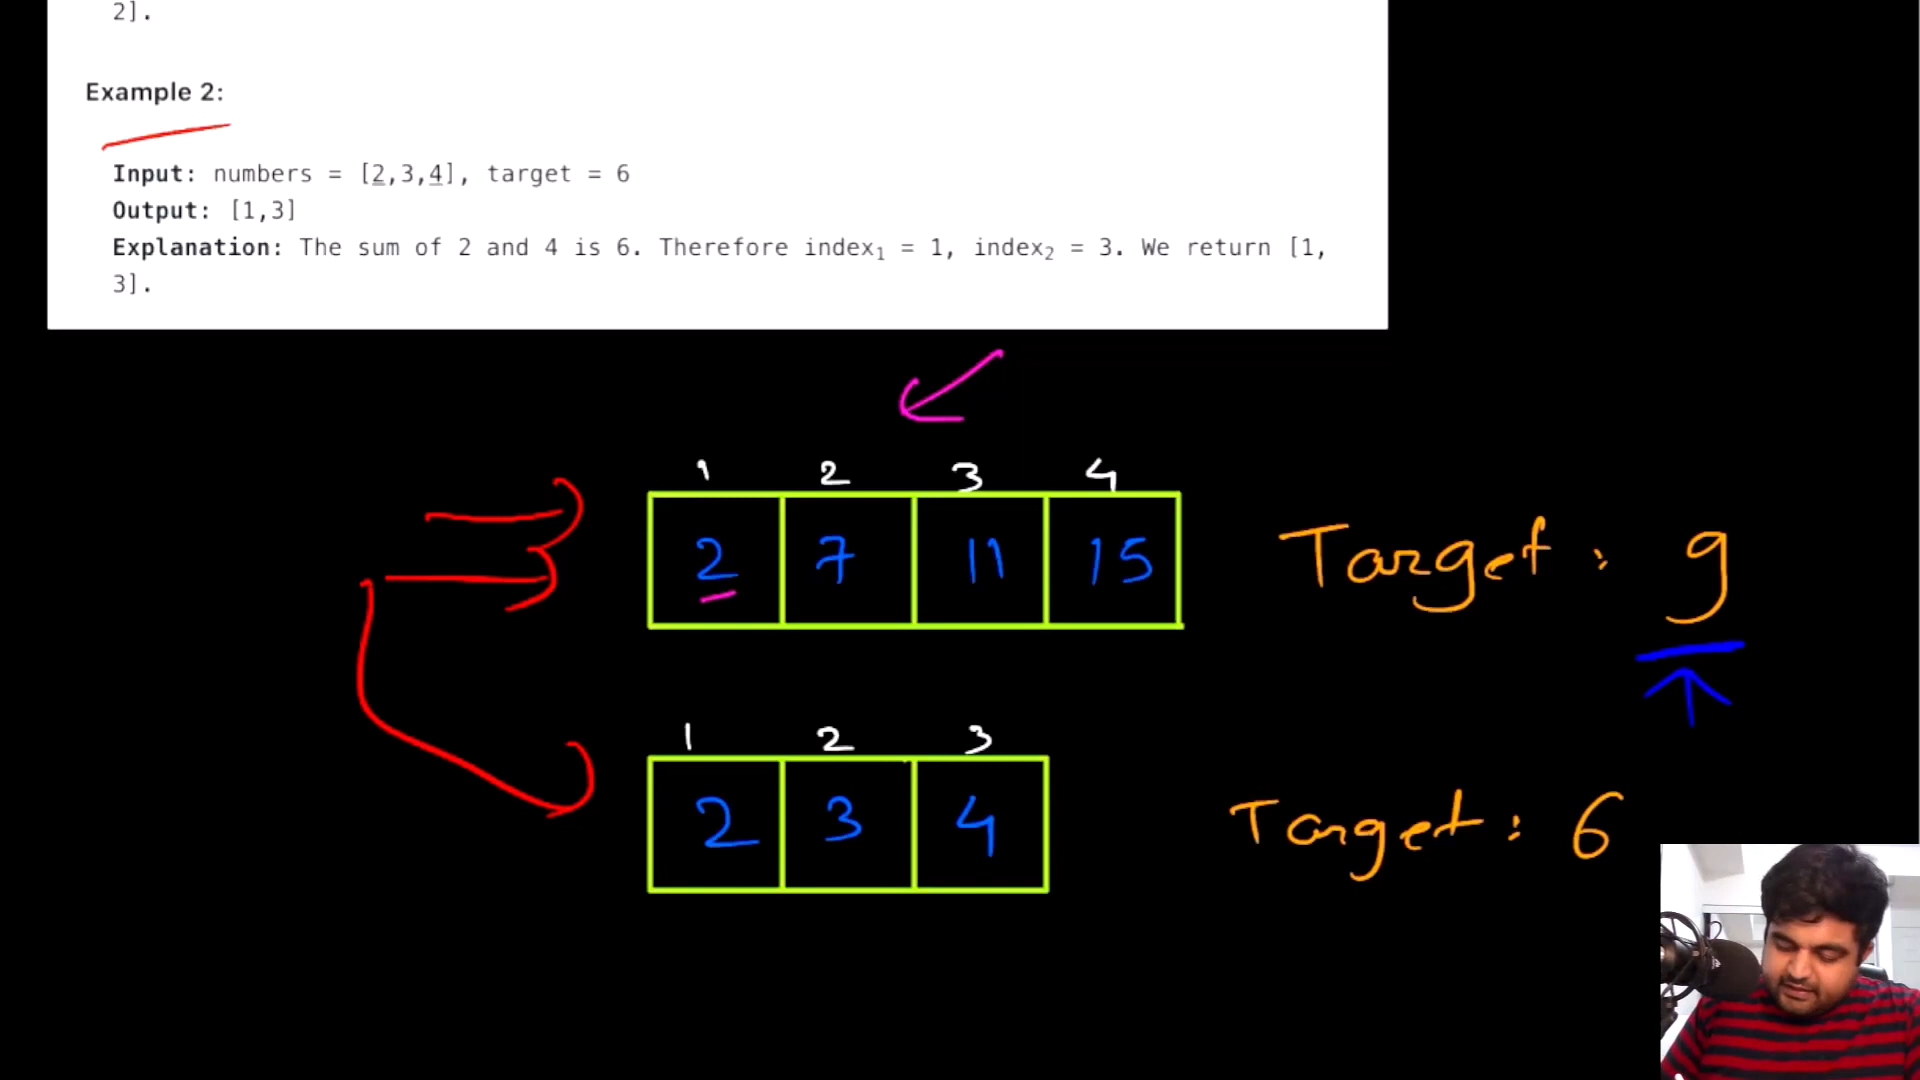 2].
Example 2:
Input: numbers = [2,3,4], target = 6
Output: [1,3]
Explanation: The sum of 2 and 4 is 6. Therefore index₁ = 1, index₂ = 3. We return [1,
3].
1 2 3 4
2 7 11 15 Target : 9
1 2 3
2 3 4 Target : 6